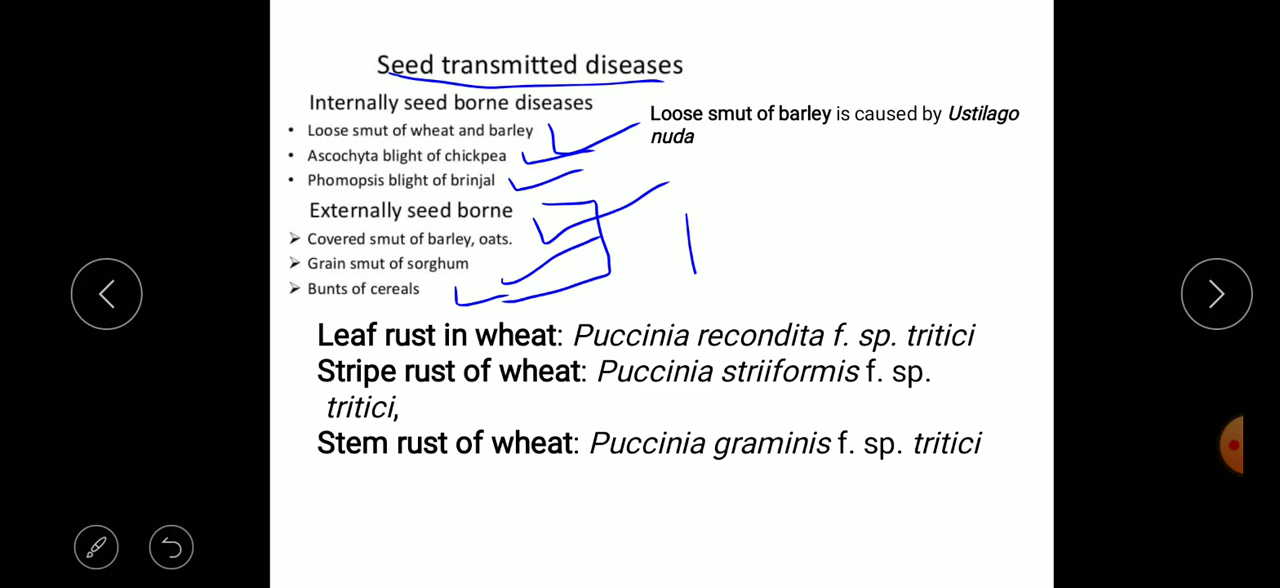 Seed transmitted diseases
Internally seed borne diseases
• Loose smut of wheat and barley
• Ascochyta blight of chickpea
• Phomopsis blight of brinjal
Loose smut of barley is caused by Ustilago
nuda
Externally seed borne
➢ Covered smut of barley, oats.
➢ Grain smut of sorghum
➢ Bunts of cereals
Leaf rust in wheat: Puccinia recondita f. sp. tritici
Stripe rust of wheat: Puccinia striiformis f. sp.
tritici,
Stem rust of wheat: Puccinia graminis f. sp. tritici